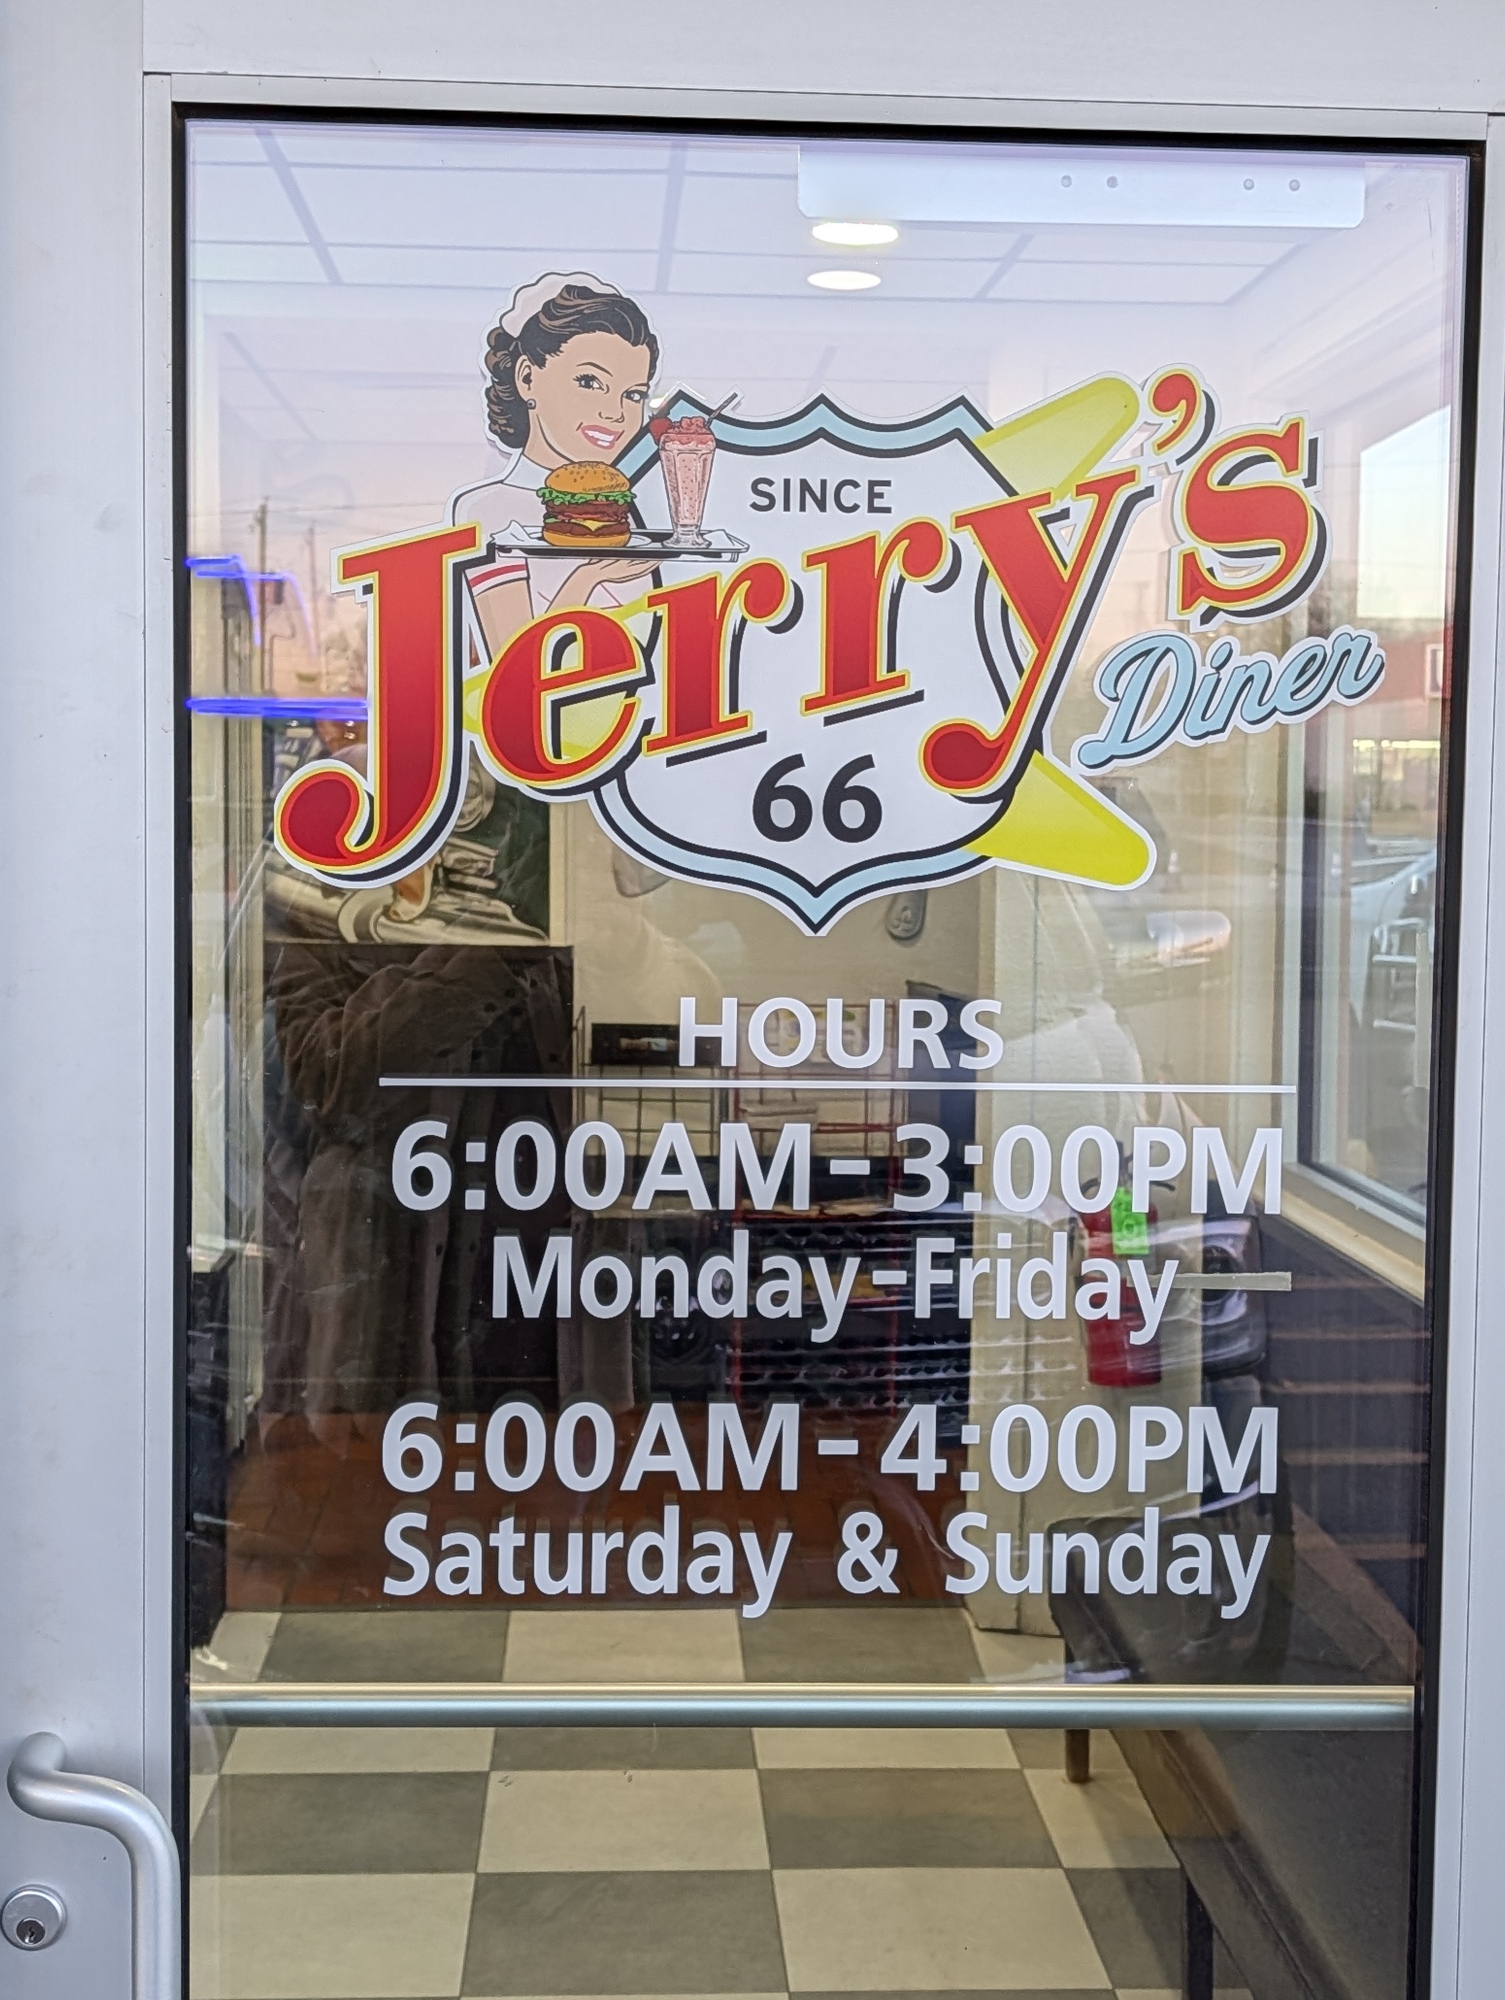 SINCE
Jerry's
Diner
66
HOURS
6:00AM-3:00PM
Monday-Friday
6:00AM-4:00PM
Saturday & Sunday